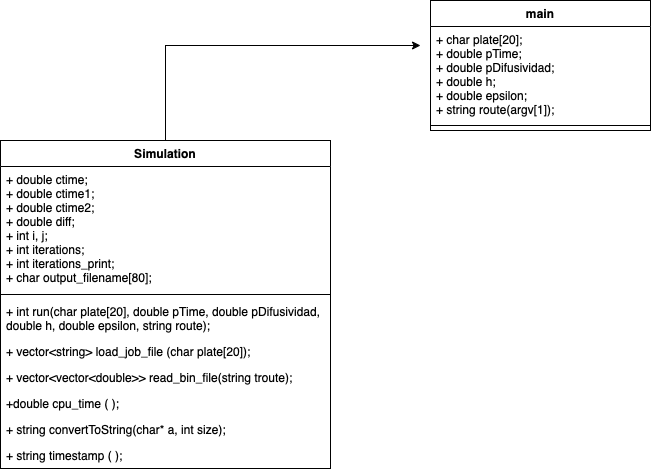 main
+ char plate[20];
+ double pTime;
+ double pDifusividad;
+ double h;
+ double epsilon;
+ string route(argv[1]);
Simulation
+ double ctime;
+ double ctime1;
+ double ctime2;
+ double diff;
+ int i, j;
+ int iterations;
+ int iterations_print;
+ char output_filename[80];
+ int run(char plate[20], double pTime, double pDifusividad,
double h, double epsilon, string route);
+ vector<string> load_job_file (char plate[20]);
+ vector<vector<double>> read_bin_file(string troute);
+double cpu_time ( );
+ string convertToString(char* a, int size);
+ string timestamp ( );